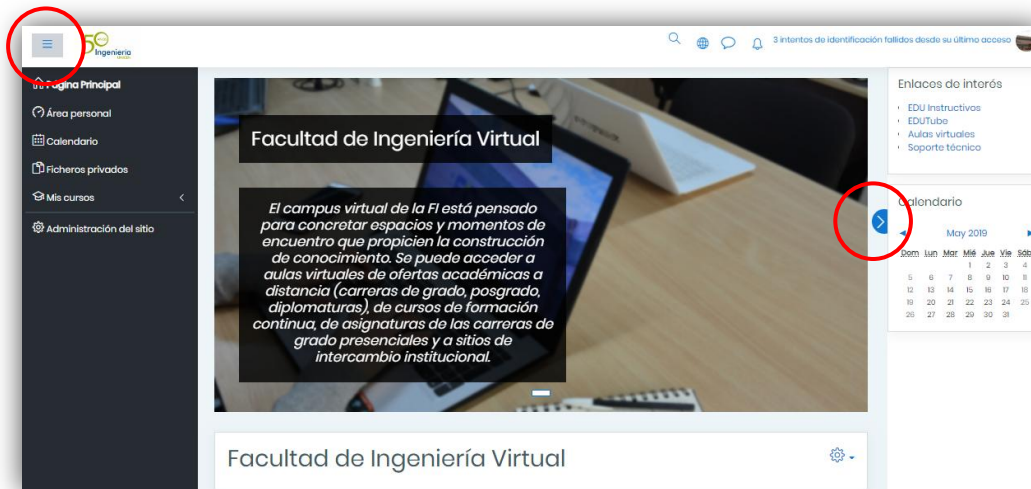 50
Ingeniería
3 intentos de identificación fallidos desde su último acceso
Página Principal
Área personal
Calendario
Ficheros privados
Mis cursos
Administración del sitio
Facultad de Ingeniería Virtual
El campus virtual de la FI está pensado
para concretar espacios y momentos de
encuentro que propicien la construcción
de conocimiento. Se puede acceder a
aulas virtuales de ofertas académicas a
distancia (carreras de grado, posgrado,
diplomaturas), de cursos de formación
continua, de asignaturas de las carreras de
grado presenciales y a sitios de
intercambio institucional.
Facultad de Ingeniería Virtual
Enlaces de interés
EDU Instructivos
EDUTube
Aulas virtuales
Soporte técnico
Calendario
May 2019
Dom Lun Mar Mié Jue Vie Sáb
1 2 3 4
5 6 7 8 9 10 11
12 13 14 15 16 17 18
19 20 21 22 23 24 25
26 27 28 29 30 31